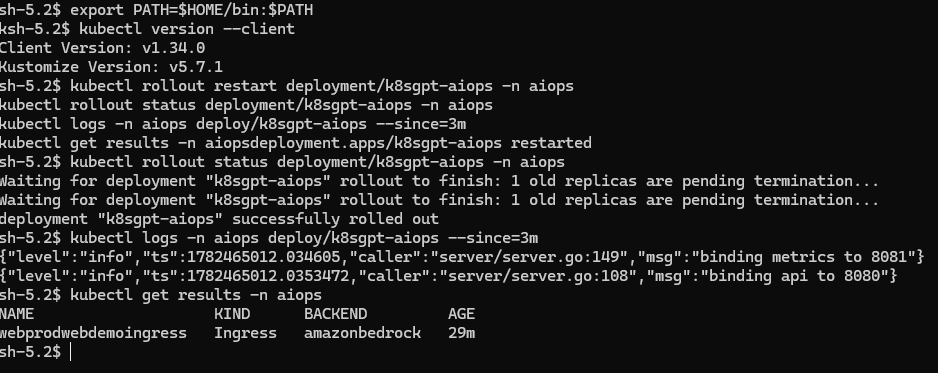 sh-5.2$ export PATH=$HOME/bin:$PATH
ksh-5.2$ kubectl version --client
Client Version: v1.34.0
Kustomize Version: v5.7.1
sh-5.2$ kubectl rollout restart deployment/k8sgpt-aiops -n aiops
kubectl rollout status deployment/k8sgpt-aiops -n aiops
kubectl logs -n aiops deploy/k8sgpt-aiops --since=3m
kubectl get results -n aiopsdeployment.apps/k8sgpt-aiops restarted
sh-5.2$ kubectl rollout status deployment/k8sgpt-aiops -n aiops
Waiting for deployment "k8sgpt-aiops" rollout to finish: 1 old replicas are pending termination...
Waiting for deployment "k8sgpt-aiops" rollout to finish: 1 old replicas are pending termination...
deployment "k8sgpt-aiops" successfully rolled out
sh-5.2$ kubectl logs -n aiops deploy/k8sgpt-aiops --since=3m
{"level":"info","ts":1782465012.034605,"caller":"server/server.go:149","msg":"binding metrics to 8081"}
{"level":"info","ts":1782465012.0353472,"caller":"server/server.go:108","msg":"binding api to 8080"}
sh-5.2$ kubectl get results -n aiops
NAME KIND BACKEND AGE
webprodwebdemoingress Ingress amazonbedrock 29m
sh-5.2$